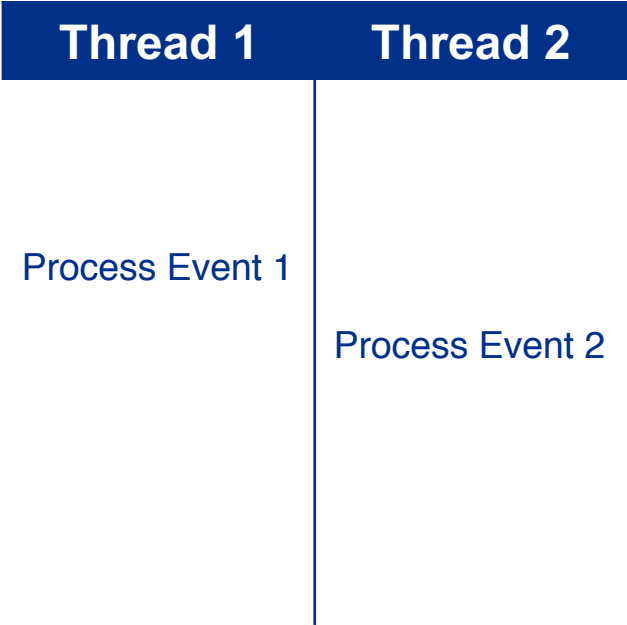 Thread 1
Thread 2
Process Event 1
Process Event 2